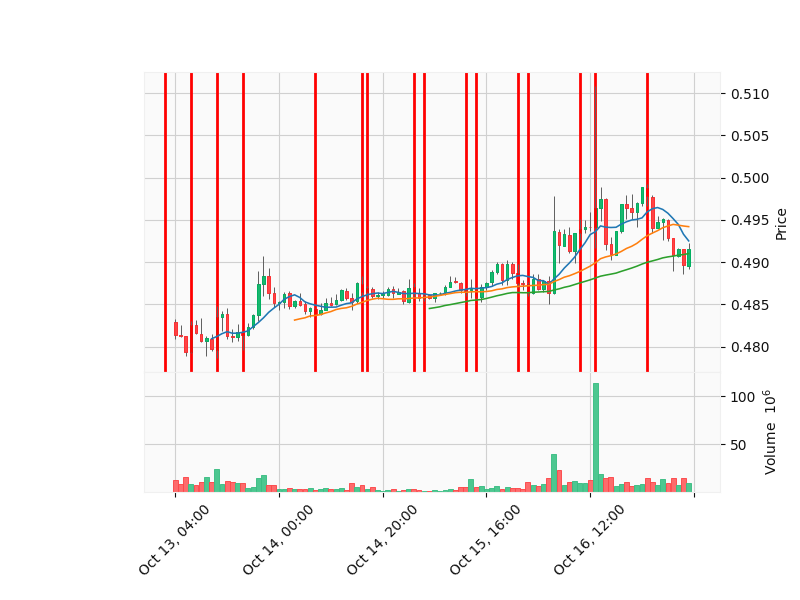 0.510
0.505
0.500
0.495
0.490
0.485
0.480
Price
100
50
Volume 10^6
Oct 13, 04:00
Oct 14, 00:00
Oct 14, 20:00
Oct 15, 16:00
Oct 16, 12:00